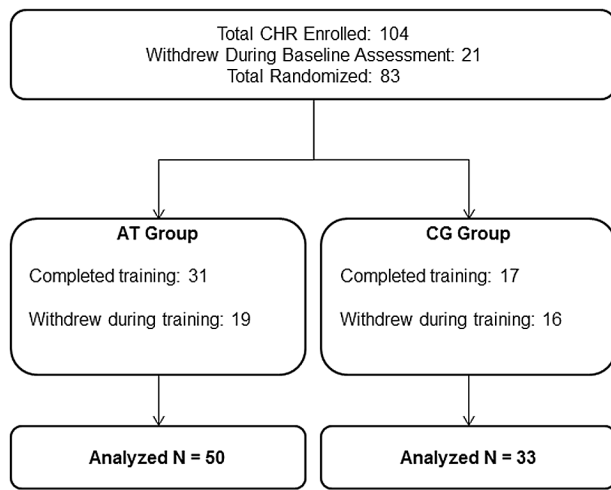 Total CHR Enrolled: 104
Withdrew During Baseline Assessment: 21
Total Randomized: 83
AT Group
Completed training: 31
Withdrew during training: 19
CG Group
Completed training: 17
Withdrew during training: 16
Analyzed N = 50
Analyzed N = 33